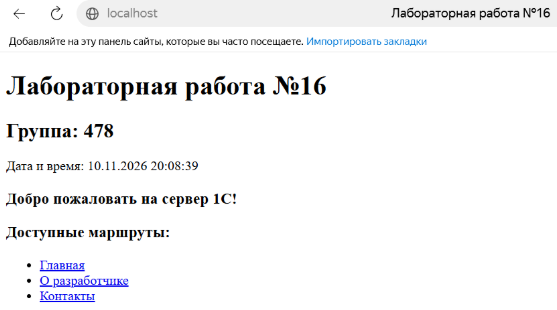 localhost
Лабораторная работа №16
Добавляйте на эту панель сайты, которые вы часто посещаете. Импортировать закладки
Лабораторная работа №16
Группа: 478
Дата и время: 10.11.2026 20:08:39
Добро пожаловать на сервер 1С!
Доступные маршруты:
Главная
О разработчике
Контакты